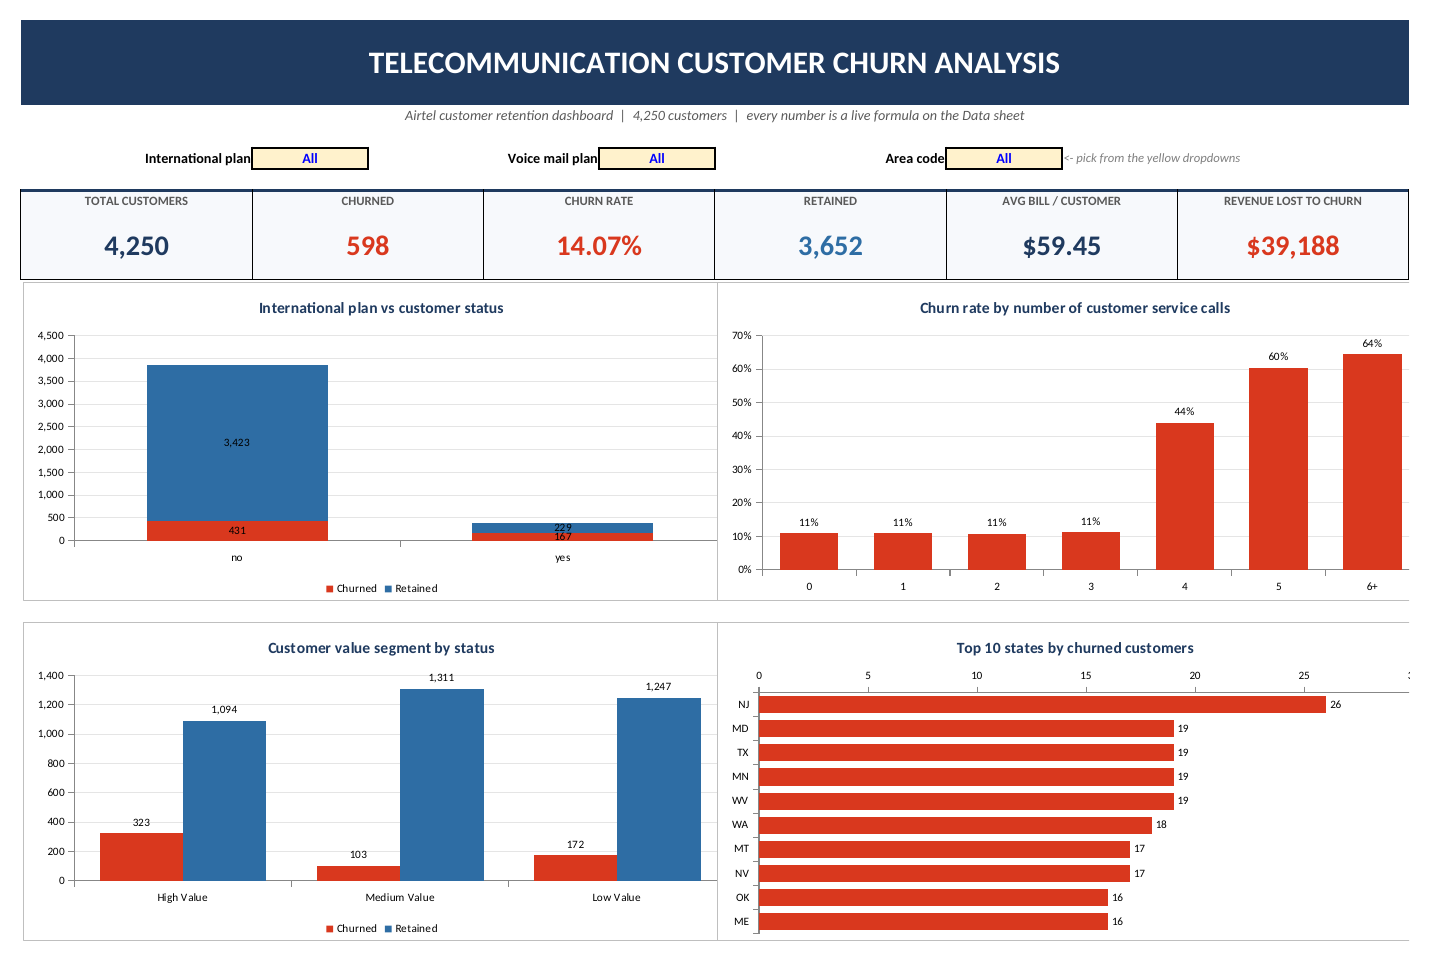 TELECOMMUNICATION CUSTOMER CHURN ANALYSIS
Airtel customer retention dashboard | 4,250 customers | every number is a live formula on the Data sheet
International plan All Voice mail plan All Area code All <- pick from the yellow dropdowns
TOTAL CUSTOMERS CHURNED CHURN RATE RETAINED AVG BILL / CUSTOMER REVENUE LOST TO CHURN
4,250 598 14.07% 3,652 $59.45 $39,188
International plan vs customer status
4,500
4,000
3,500
3,000
2,500
2,000
1,500
1,000
500
0
3,423
431
229
167
no yes
Churned Retained
Churn rate by number of customer service calls
70%
60%
50%
40%
30%
20%
10%
0%
11% 11% 11% 11% 44% 60% 64%
0 1 2 3 4 5 6+
Customer value segment by status
1,400
1,200
1,000
800
600
400
200
0
323 1,094 103 1,311 172 1,247
High Value Medium Value Low Value
Churned Retained
Top 10 states by churned customers
0 5 10 15 20 25
NJ 26
MD 19
TX 19
MN 19
WV 19
WA 18
MT 17
NV 17
OK 16
ME 16